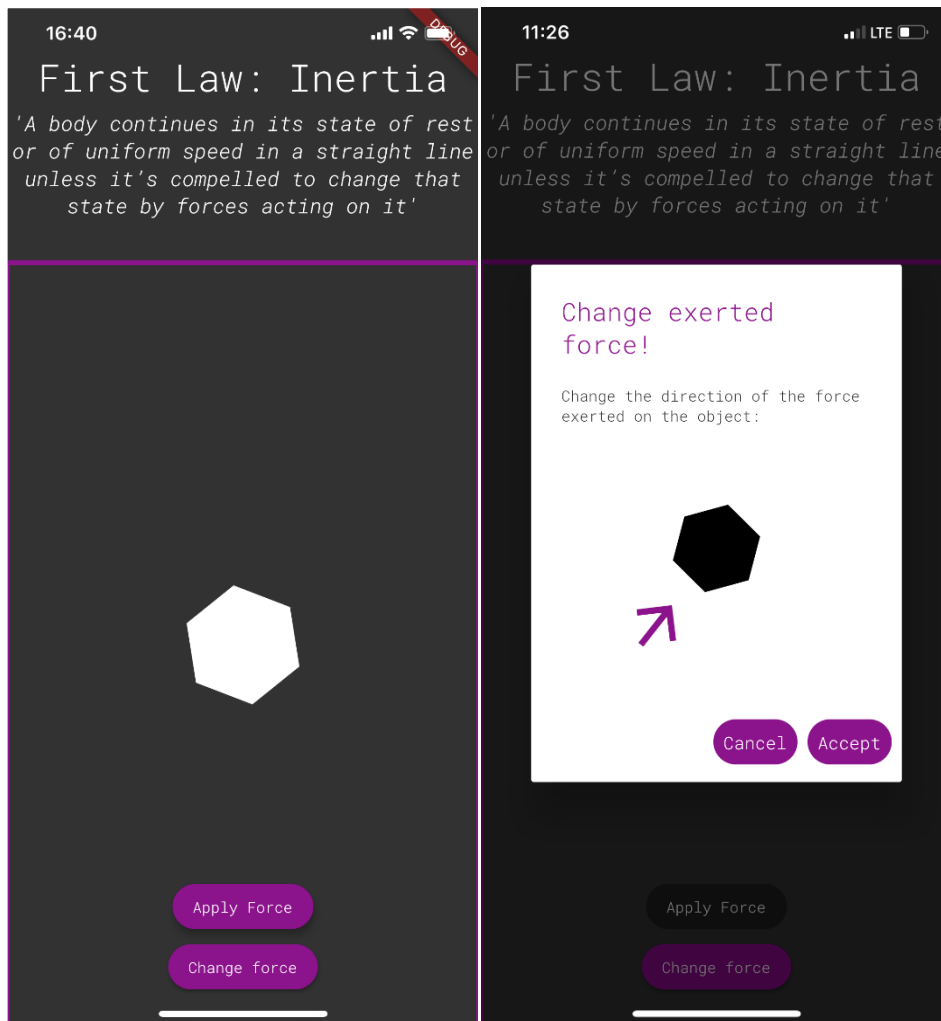 16:40
DEBUG
First Law: Inertia
'A body continues in its state of rest
or of uniform speed in a straight line
unless it’s compelled to change that
state by forces acting on it'
Apply Force
Change force
11:26
LTE
First Law: Inertia
'A body continues in its state of rest
or of uniform speed in a straight line
unless it’s compelled to change that
state by forces acting on it'
Change exerted
force!
Change the direction of the force
exerted on the object:
Cancel
Accept
Apply Force
Change force